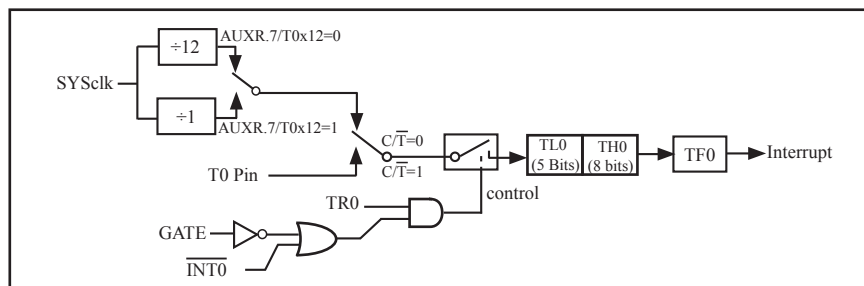 ÷12
AUXR.7/T0x12=0
SYSclk
÷1
AUXR.7/T0x12=1
C/T̅=0
C/T̅=1
T0 Pin
TL0
(5 Bits)
TH0
(8 bits)
TF0
Interrupt
control
TR0
GATE
I̅N̅T̅0̅